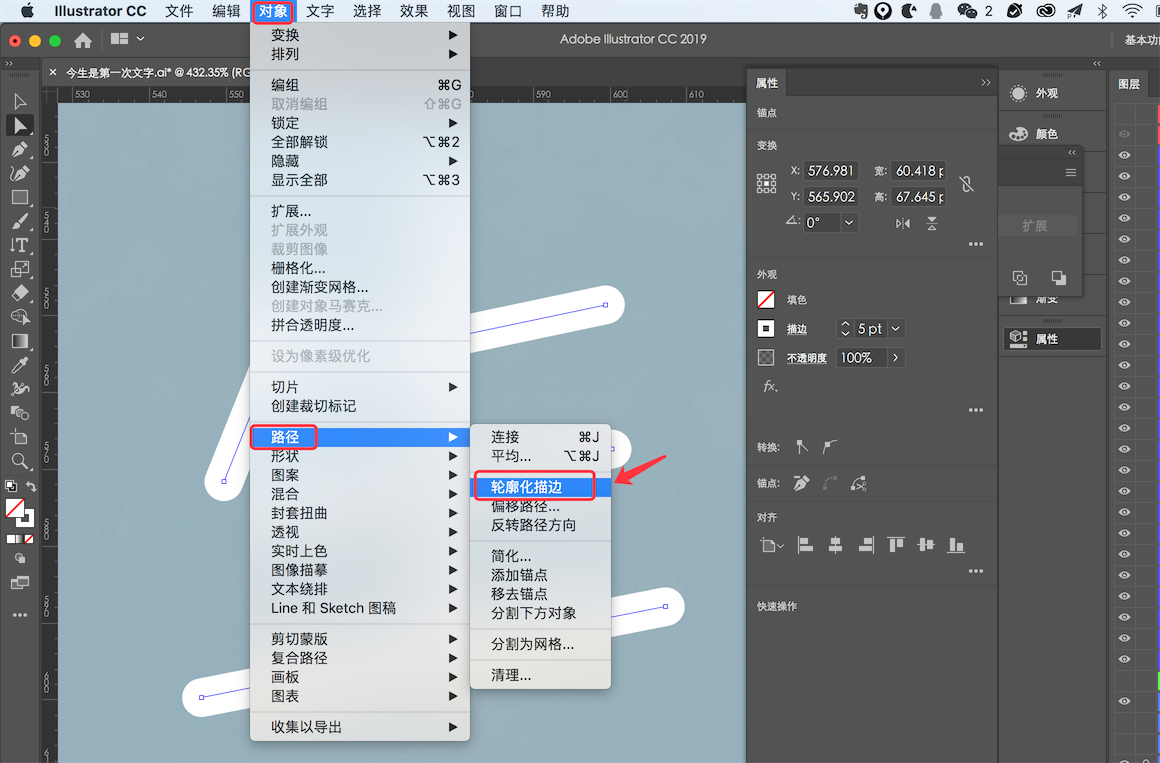 Illustrator CC 文件 编辑 对象 文字 选择 效果 视图 窗口 帮助 2
Adobe Illustrator CC 2019
基本功
× 今生是第一次文字.ai* @ 432.35% (RG
530 540 550 590 600 610
变换
排列
编组 ⌘G
取消编组 ⇧⌘G
锁定
全部解锁 ⌥⌘2
隐藏
显示全部 ⌥⌘3
扩展...
扩展外观
裁剪图像
栅格化...
创建渐变网格...
创建对象马赛克...
拼合透明度...
设为像素级优化
切片
创建裁切标记
路径
形状
图案
混合
封套扭曲
透视
实时上色
图像描摹
文本绕排
Line 和 Sketch 图稿
剪切蒙版
复合路径
画板
图表
收集以导出
连接 ⌘J
平均... ⌥⌘J
轮廓化描边
偏移路径...
反转路径方向
简化...
添加锚点
移去锚点
分割下方对象
分割为网格...
清理...
属性
锚点
变换
X: 576.981 宽: 60.418 p
Y: 565.902 高: 67.645 p
0°
外观
填色
描边 5 pt
不透明度 100%
fx.
转换:
锚点:
对齐
快速操作
外观
颜色
扩展
渐变
属性
图层